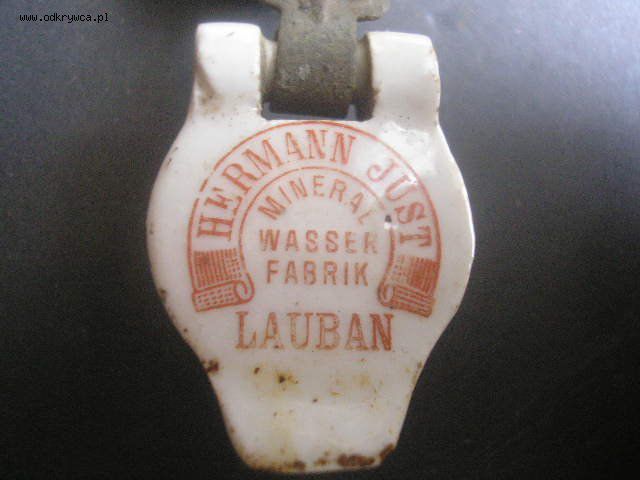 www.odkrywca.pl
HERMANN JUST
MINERAL
WASSER
FABRIK
LAUBAN